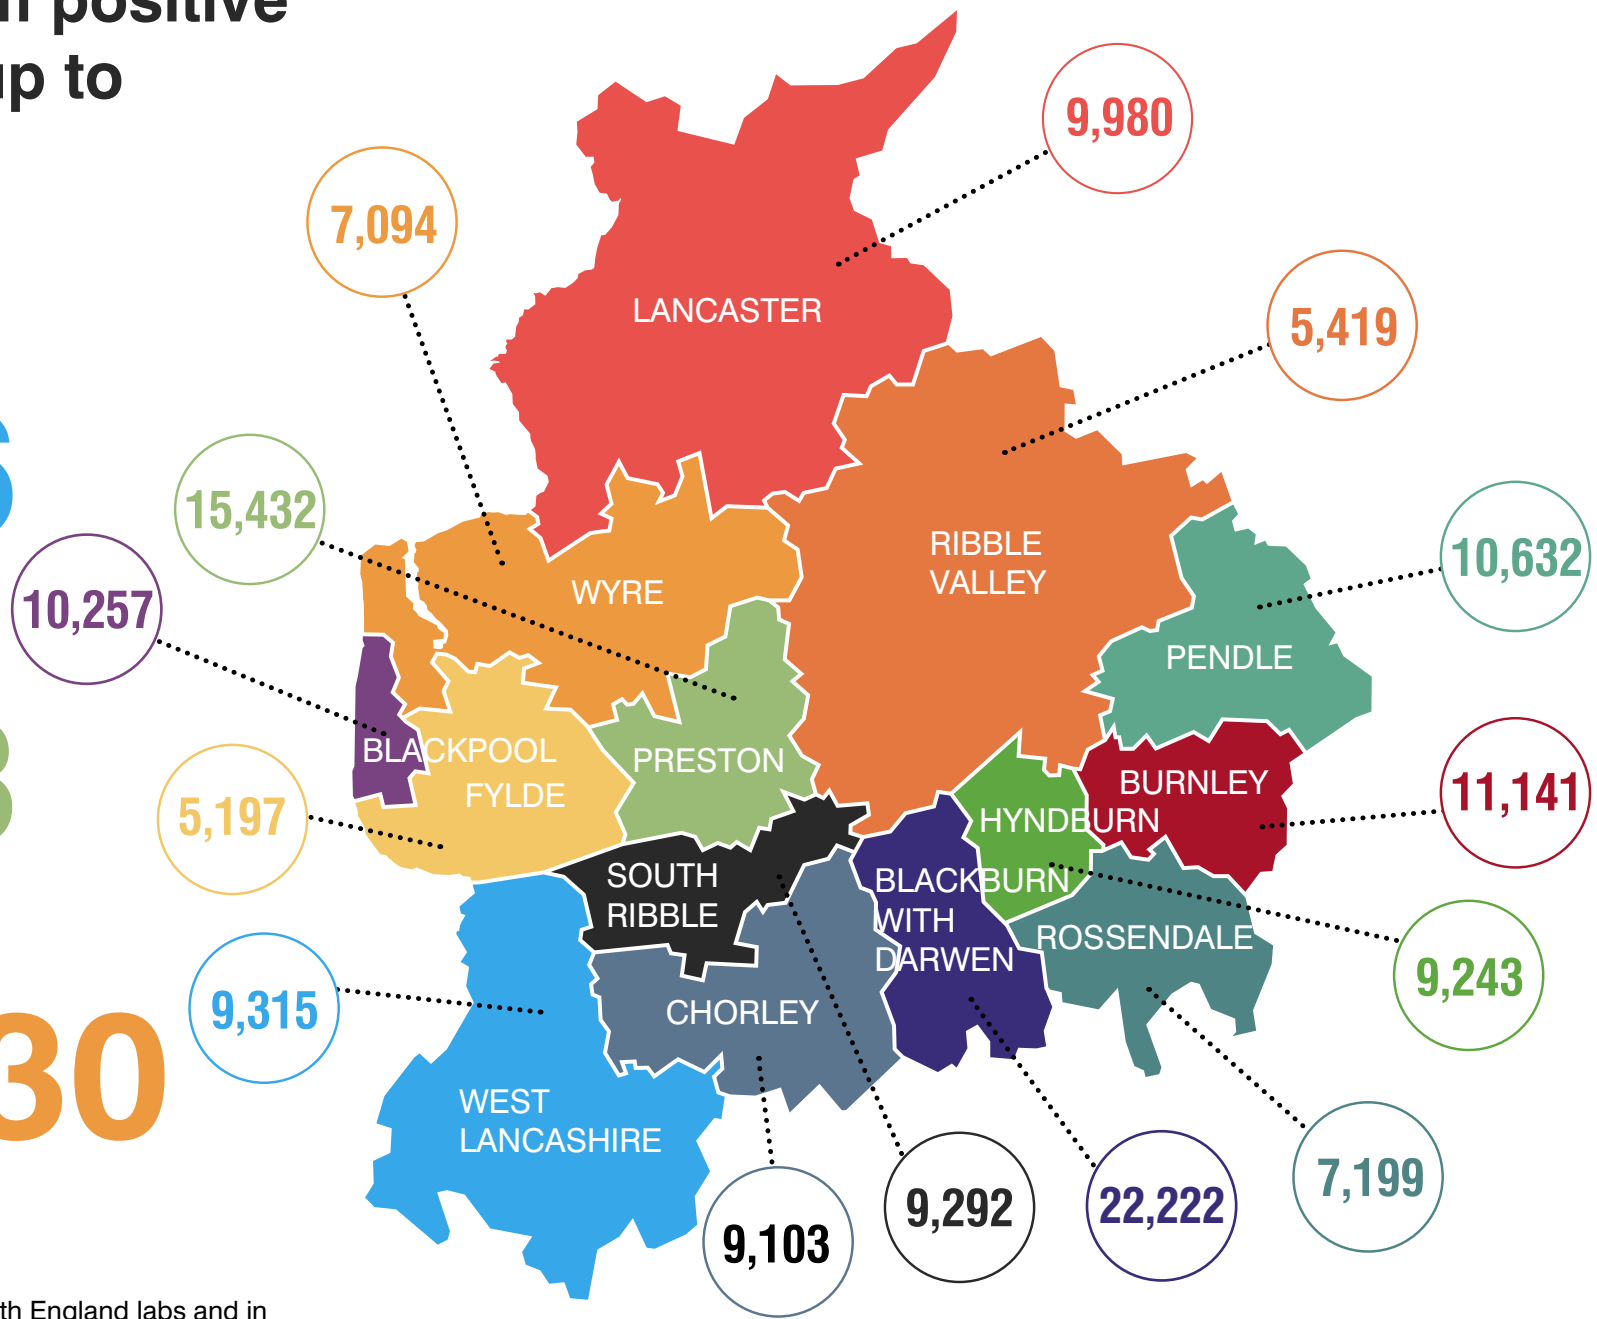 positive
up to
9,980
7,094
LANCASTER
5,419
15,432
RIBBLE
VALLEY
10,632
WYRE
10,257
PENDLE
BLACKPOOL
PRESTON
FYLDE
5,197
BURNLEY
11,141
HYNDBURN
SOUTH
RIBBLE
BLACKBURN
WITH
DARWEN
ROSSENDALE
9,243
9,315
CHORLEY
WEST
LANCASHIRE
30
7,199
9,292
22,222
9,103
th England labs and in